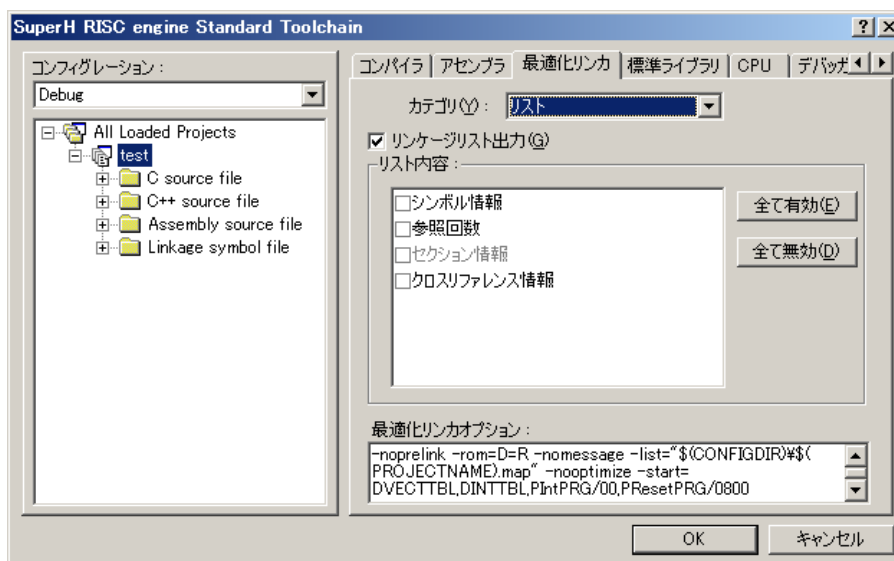 SuperH RISC engine Standard Toolchain
コンフィグレーション :
Debug
All Loaded Projects
test
C source file
C++ source file
Assembly source file
Linkage symbol file
コンパイラ アセンブラ 最適化リンカ 標準ライブラリ CPU デバッガ
カテゴリ(Y) : リスト
リンケージリスト出力(G)
リスト内容 :
シンボル情報
参照回数
セクション情報
クロスリファレンス情報
全て有効(E)
全て無効(D)
最適化リンカオプション :
-noprelink -rom=D=R -nomessage -list="$(CONFIGDIR)¥$(
PROJECTNAME).map" -nooptimize -start=
DVECTTBL,DINTTBL,PIntPRG/00,PResetPRG/0800
OK
キャンセル